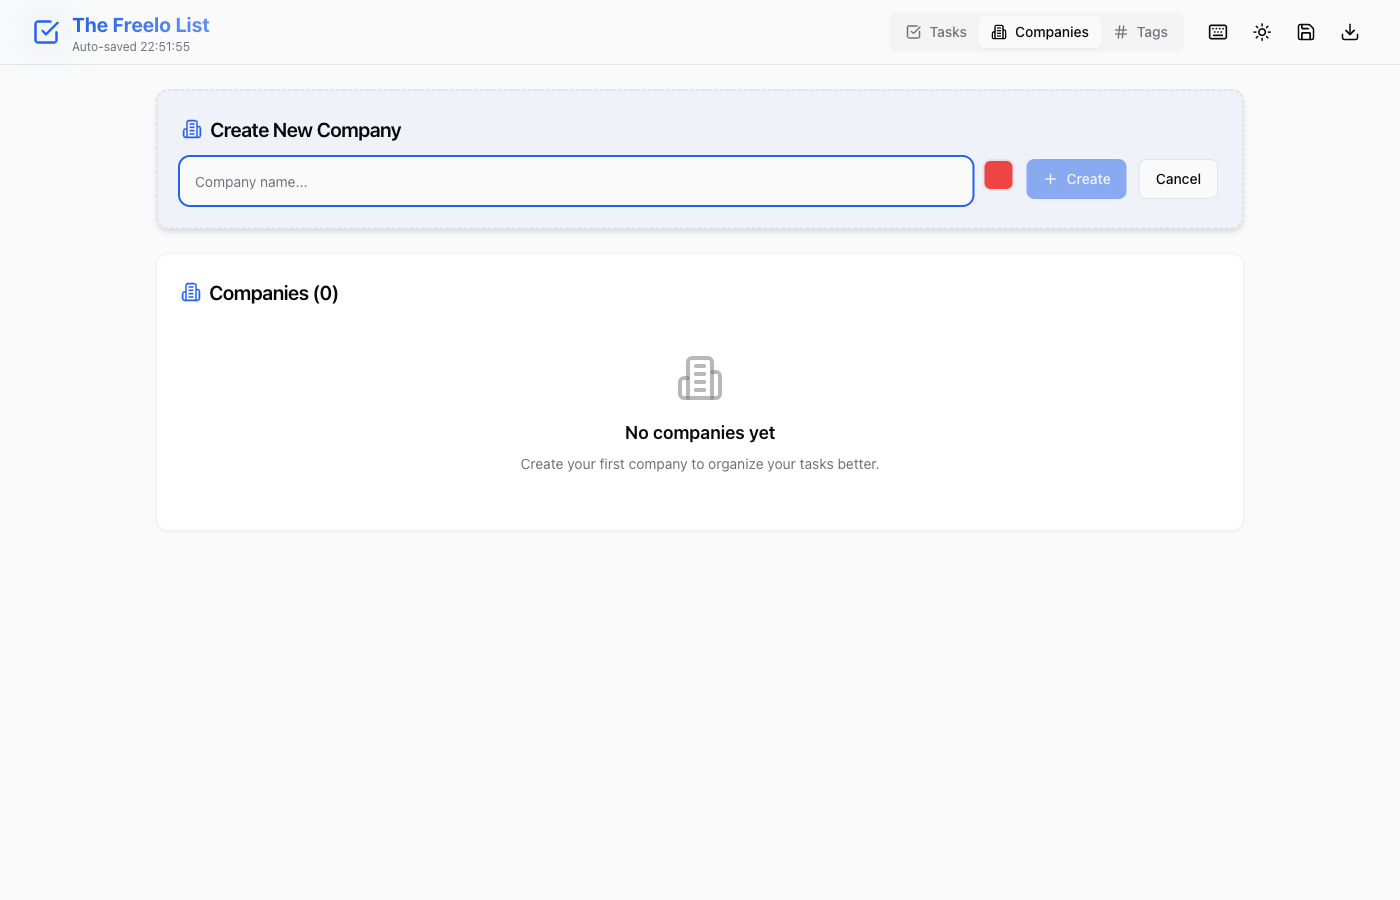 The Freelo List
Auto-saved 22:51:55
Tasks
Companies
Tags
Create New Company
Company name...
Create
Cancel
Companies (0)
No companies yet
Create your first company to organize your tasks better.